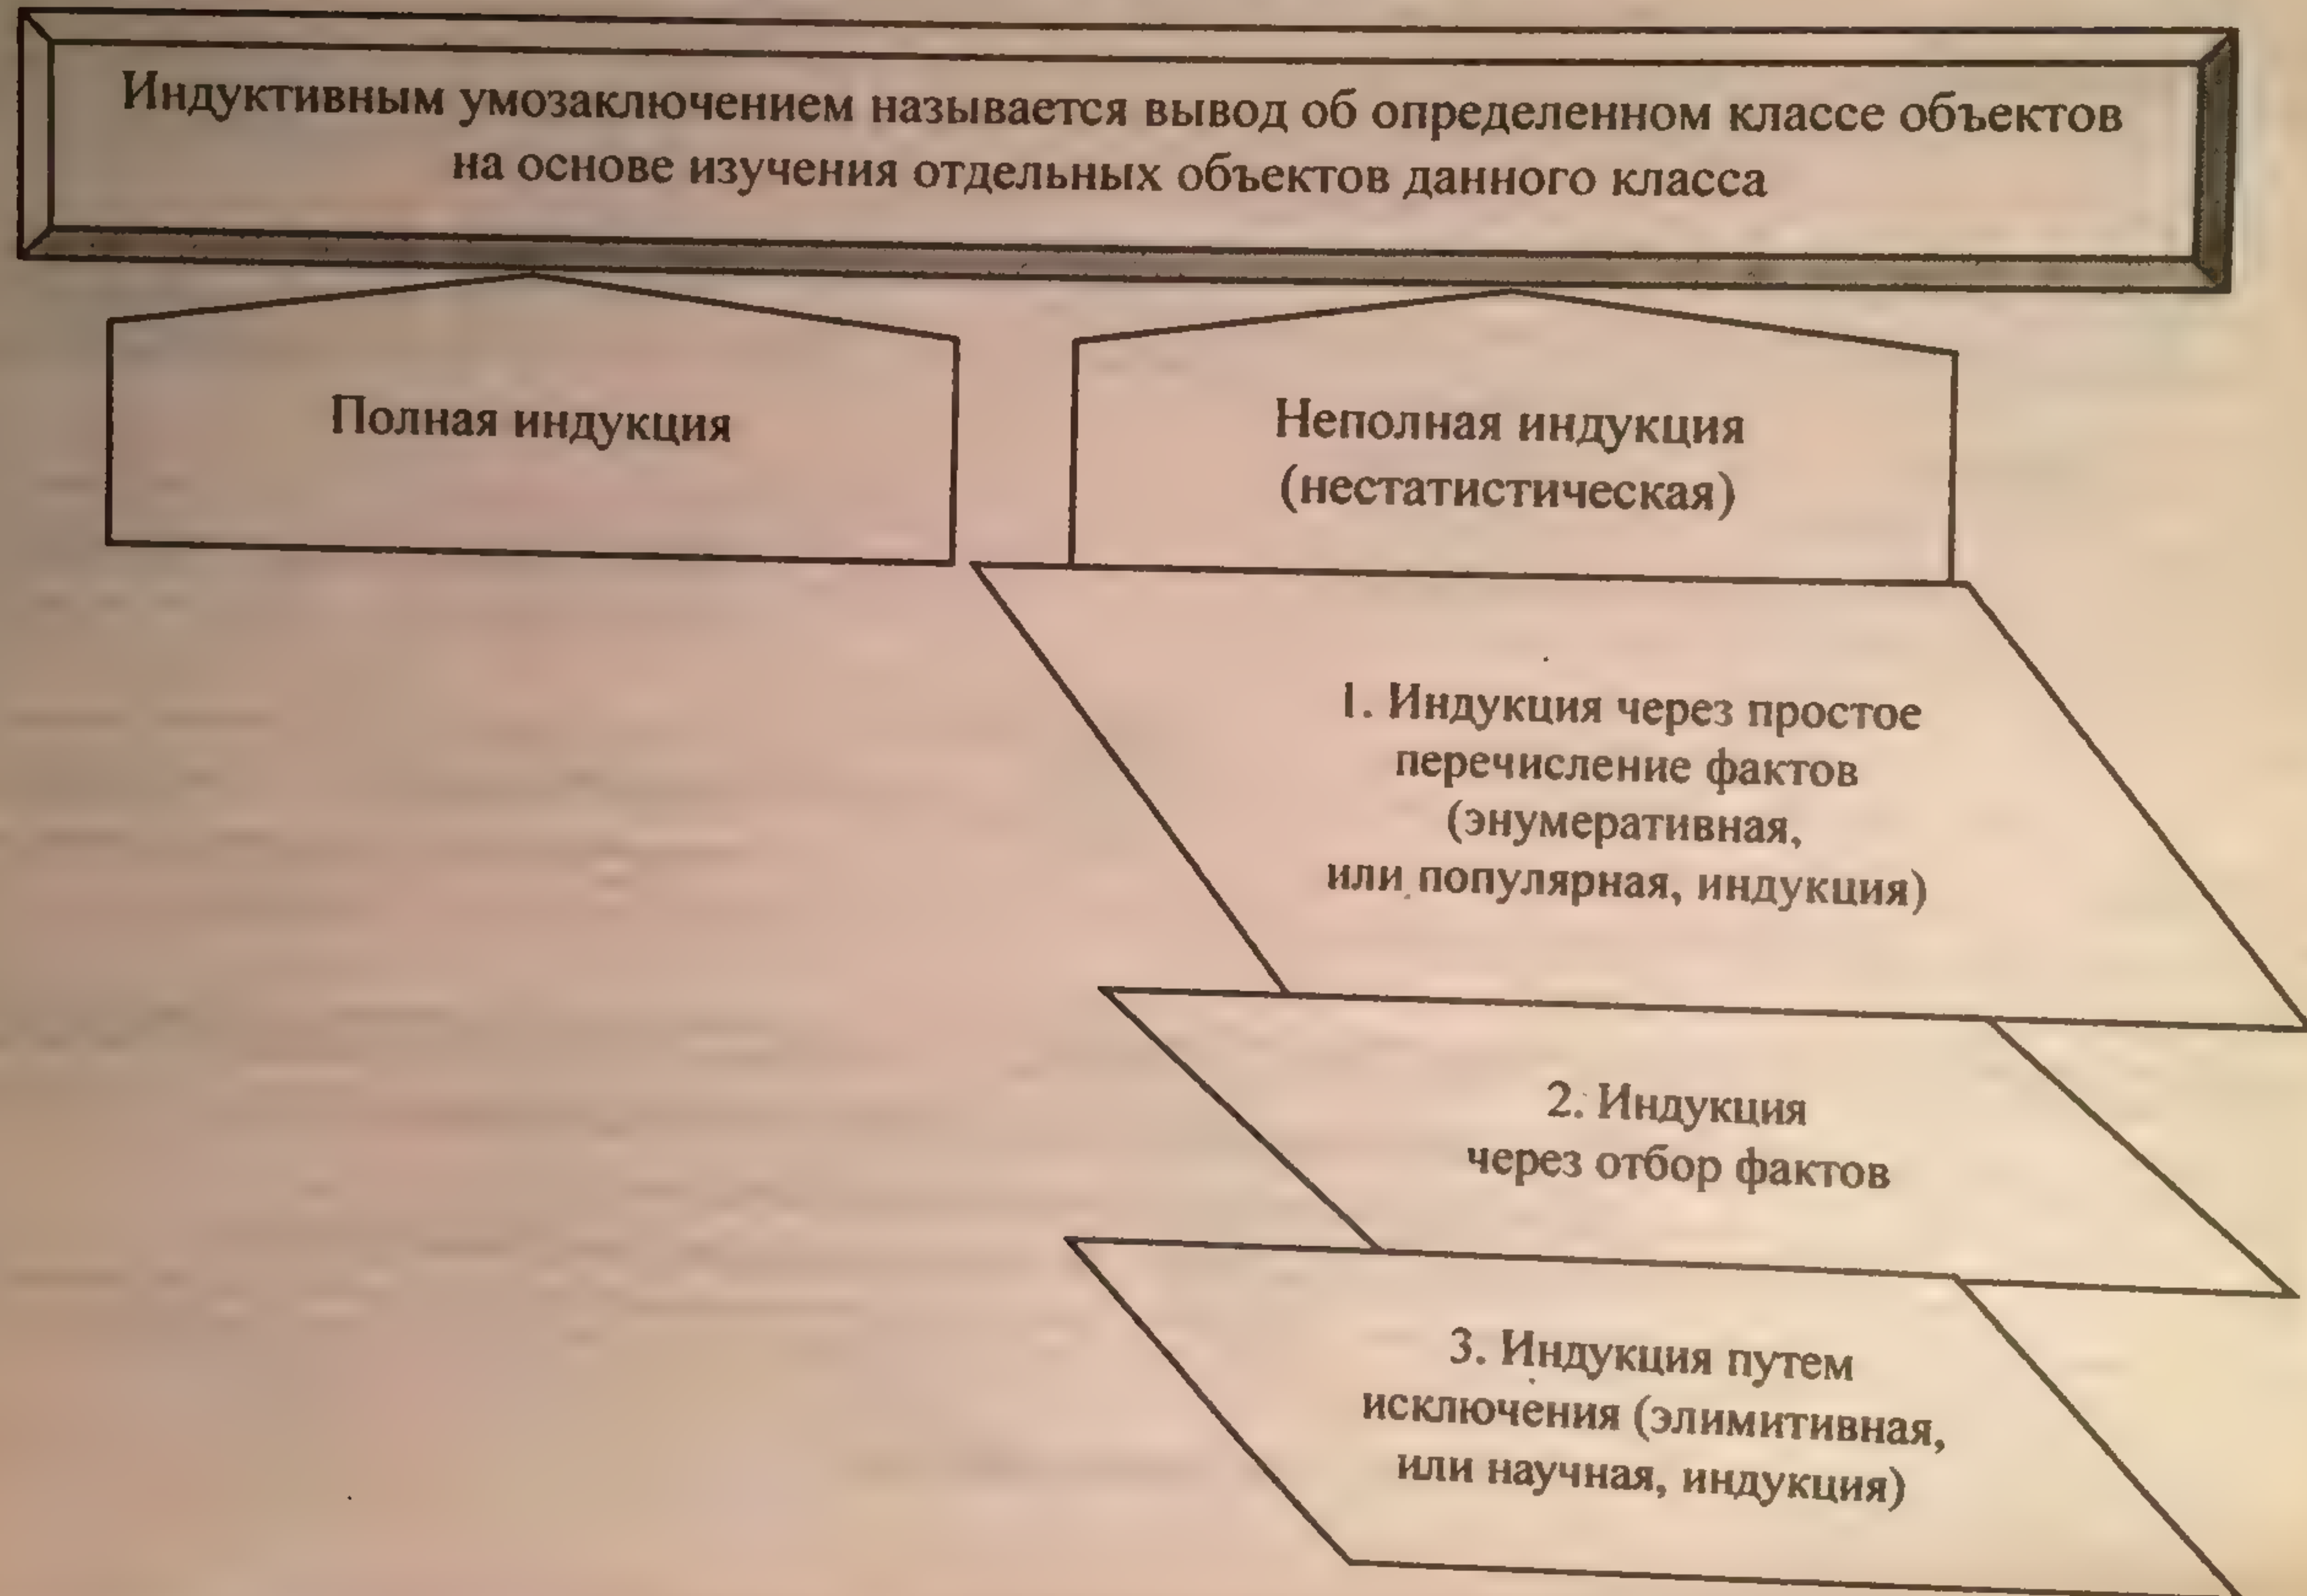 Индуктивным умозаключением называется вывод об определенном классе объектов
на основе изучения отдельных объектов данного класса
Полная индукция
Неполная индукция
(нестатистическая)
1. Индукция через простое
перечисление фактов
(энумеративная,
или популярная, индукция)
2. Индукция
через отбор фактов
3. Индукция путем
исключения (элимитивная,
или научная, индукция)